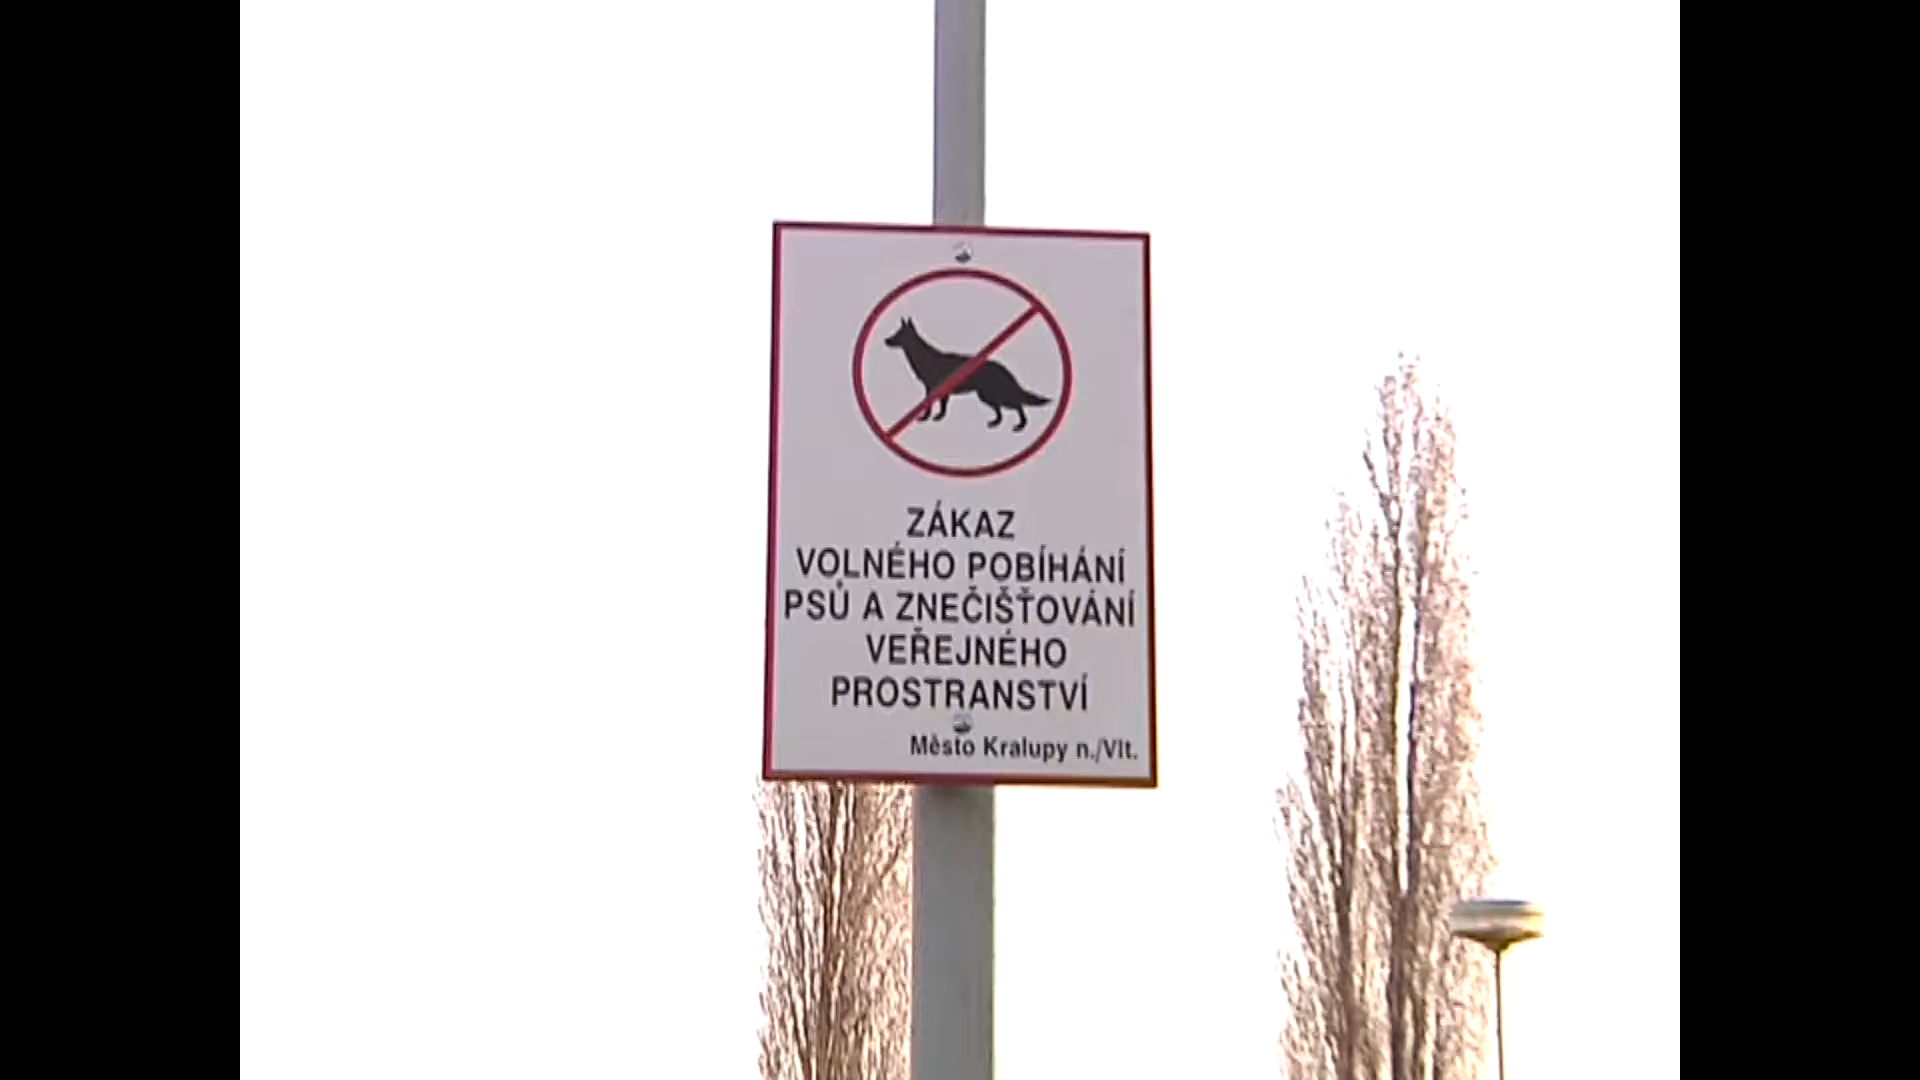 ZÁKAZ
VOLNÉHO POBÍHÁNÍ
PSŮ A ZNEČIŠŤOVÁNÍ
VEŘEJNÉHO
PROSTRANSTVÍ
Město Kralupy n./Vlt.